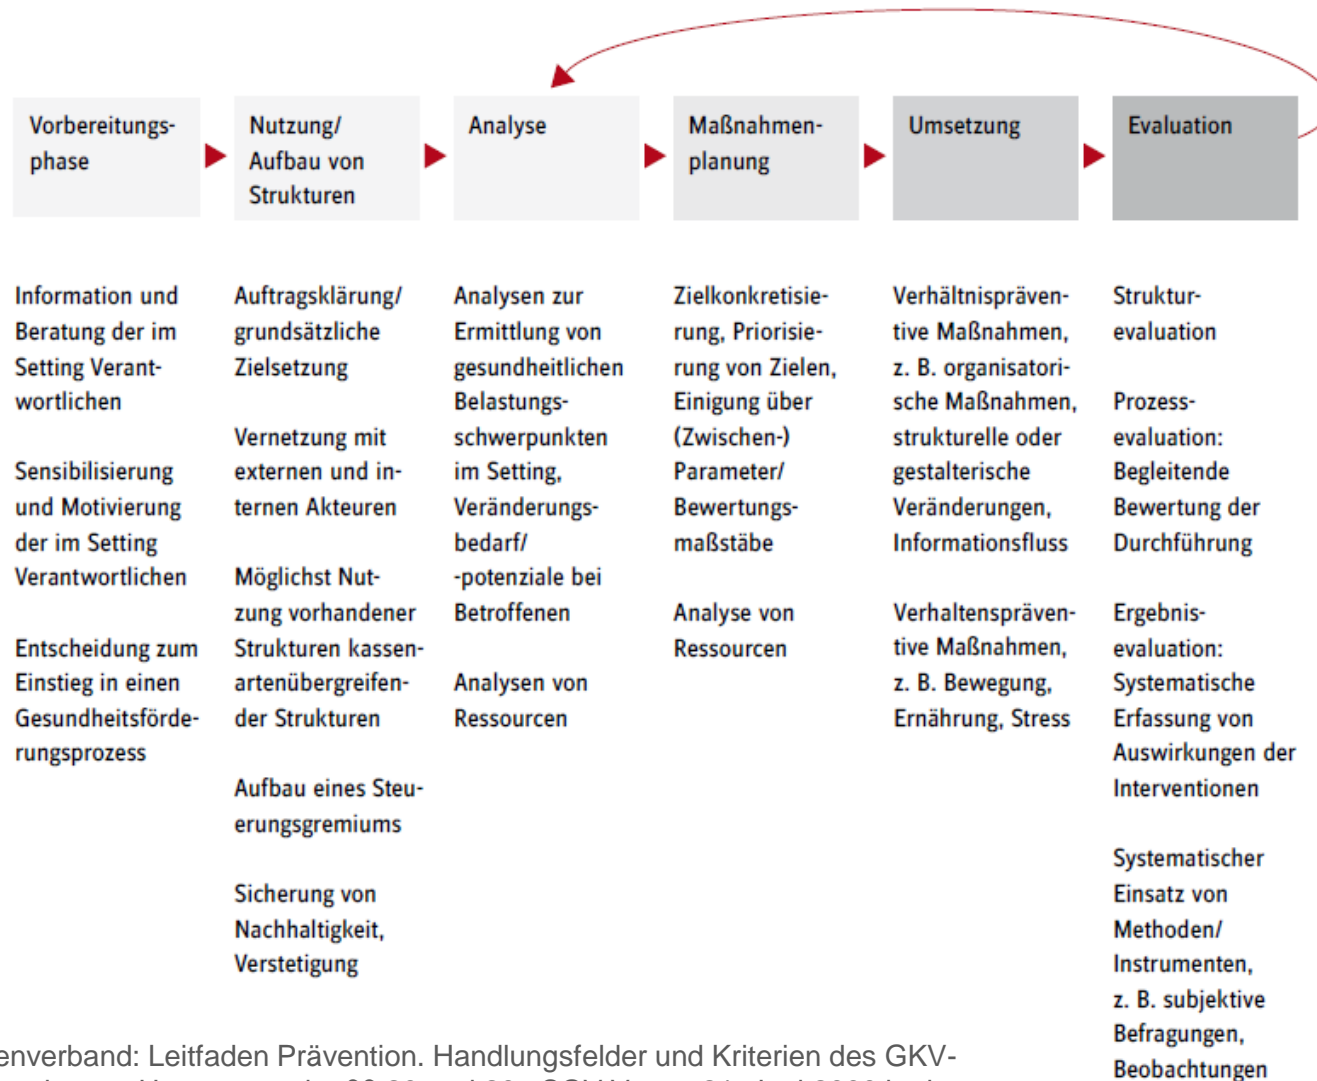 Vorbereitungs-
phase
Nutzung/
Aufbau von
Strukturen
Analyse
Maßnahmen-
planung
Umsetzung
Evaluation
Information und
Beratung der im
Setting Verant-
wortlichen
Sensibilisierung
und Motivierung
der im Setting
Verantwortlichen
Entscheidung zum
Einstieg in einen
Gesundheitsförde-
rungsprozess
Auftragsklärung/
grundsätzliche
Zielsetzung
Vernetzung mit
externen und in-
ternen Akteuren
Möglichst Nut-
zung vorhandener
Strukturen kassen-
artenübergreifen-
der Strukturen
Aufbau eines Steu-
erungsgremiums
Sicherung von
Nachhaltigkeit,
Verstetigung
Analysen zur
Ermittlung von
gesundheitlichen
Belastungs-
schwerpunkten
im Setting,
Veränderungs-
bedarf/
-potenziale bei
Betroffenen
Analysen von
Ressourcen
Zielkonkretisie-
rung, Priorisie-
rung von Zielen,
Einigung über
(Zwischen-)
Parameter/
Bewertungs-
maßstäbe
Analyse von
Ressourcen
Verhältnispräven-
tive Maßnahmen,
z. B. organisatori-
sche Maßnahmen,
strukturelle oder
gestalterische
Veränderungen,
Informationsfluss
Verhaltenspräven-
tive Maßnahmen,
z. B. Bewegung,
Ernährung, Stress
Struktur-
evaluation
Prozess-
evaluation:
Begleitende
Bewertung der
Durchführung
Ergebnis-
evaluation:
Systematische
Erfassung von
Auswirkungen der
Interventionen
Systematischer
Einsatz von
Methoden/
Instrumenten,
z. B. subjektive
Befragungen,
Beobachtungen
enverband: Leitfaden Prävention. Handlungsfelder und Kriterien des GKV-